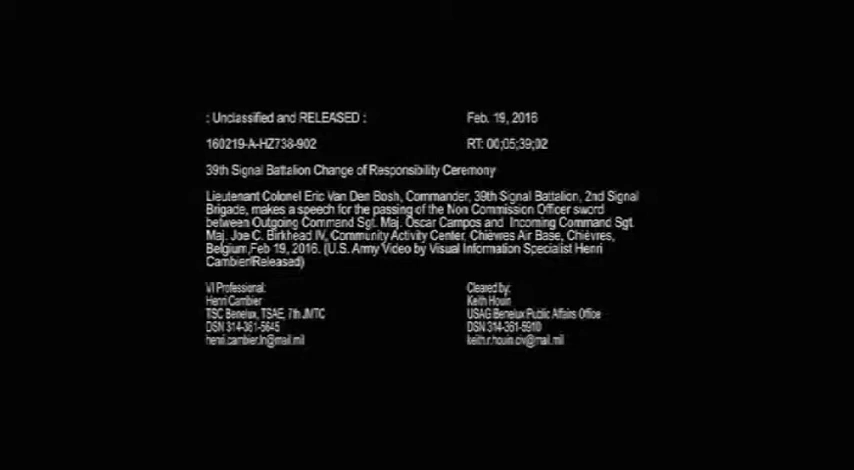 : Unclassified and RELEASED : Feb. 19, 2016
160219-A-HZ738-902 RT: 00;05;39;02
39th Signal Battalion Change of Responsibility Ceremony
Lieutenant Colonel Eric Van Den Bosh, Commander, 39th Signal Battalion, 2nd Signal
Brigade, makes a speech for the passing of the Non Commission Officer sword
between Outgoing Command Sgt. Maj. Oscar Campos and Incoming Command Sgt.
Maj. Joe C. Birkhead IV, Community Activity Center, Chièvres Air Base, Chièvres,
Belgium,Feb 19, 2016. (U.S. Army Video by Visual Information Specialist Henri
Cambier/Released)
VI Professional: Cleared by:
Henri Cambier Keith Houin
TSC Benelux, TSAE, 7th JMTC USAG Benelux Public Affairs Office
DSN 314-361-5645 DSN 314-361-5910
henri.cambier.ln@mail.mil keith.r.houin.civ@mail.mil